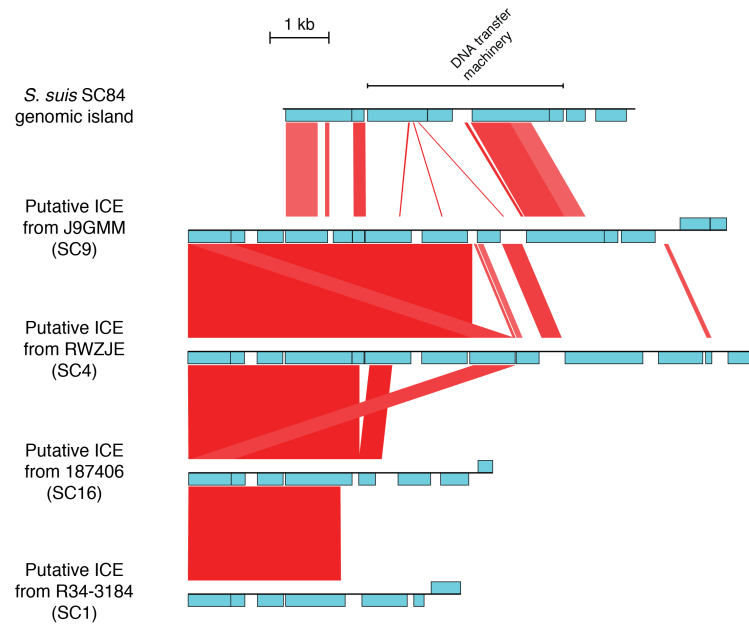 1 kb
DNA transfer
machinery
S. suis SC84
genomic island
Putative ICE
from J9GMM
(SC9)
Putative ICE
from RWZJE
(SC4)
Putative ICE
from 187406
(SC16)
Putative ICE
from R34-3184
(SC1)